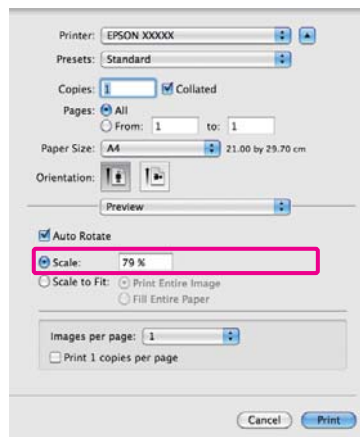 Printer: EPSON XXXXX
Presets: Standard
Copies: 1 Collated
Pages: All
From: 1 to: 1
Paper Size: A4 21.00 by 29.70 cm
Orientation:
Preview
Auto Rotate
Scale: 79 %
Scale to Fit: Print Entire Image
Fill Entire Paper
Images per page: 1
Print 1 copies per page
Cancel Print